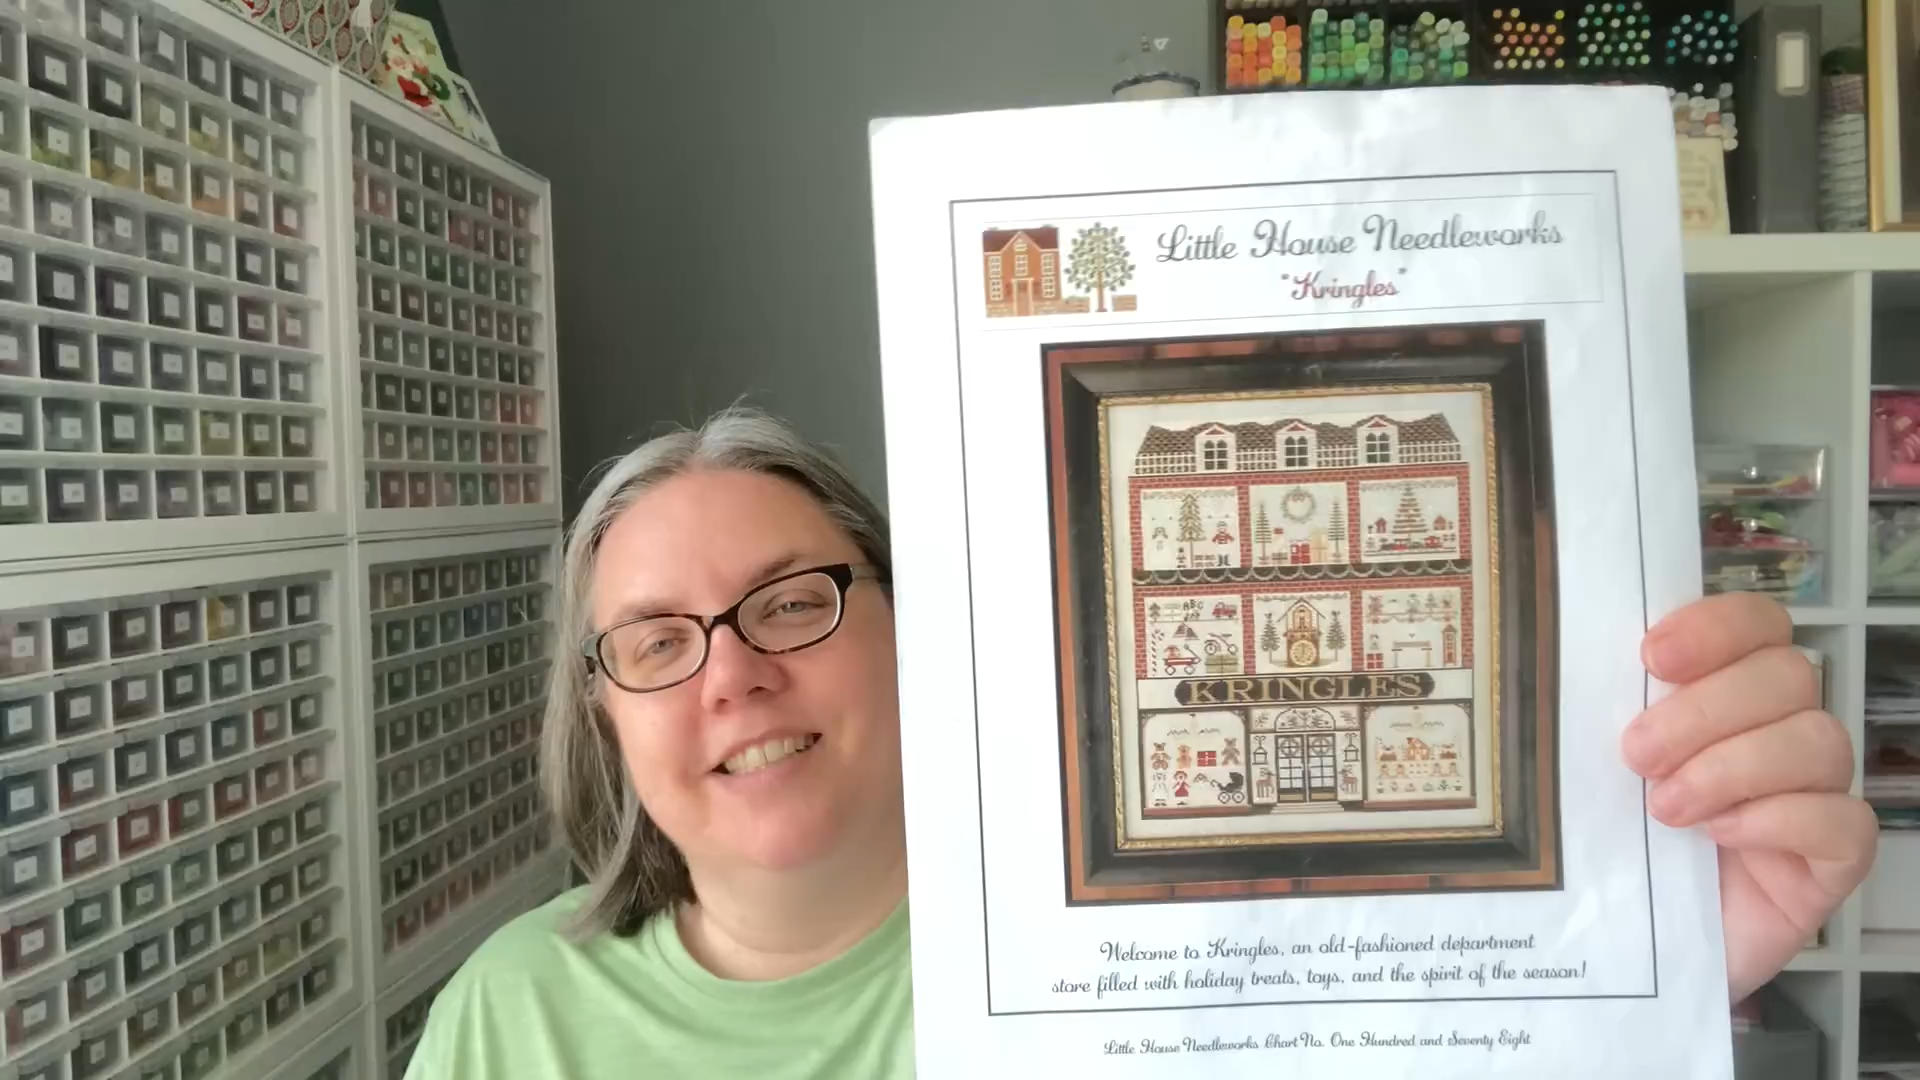 Little House Needleworks
"Kringles"
ABC
KRINGLES
Welcome to Kringles, an old-fashioned department
store filled with holiday treats, toys, and the spirit of the season!
Little House Needleworks Chart No. One Hundred and Seventy Eight